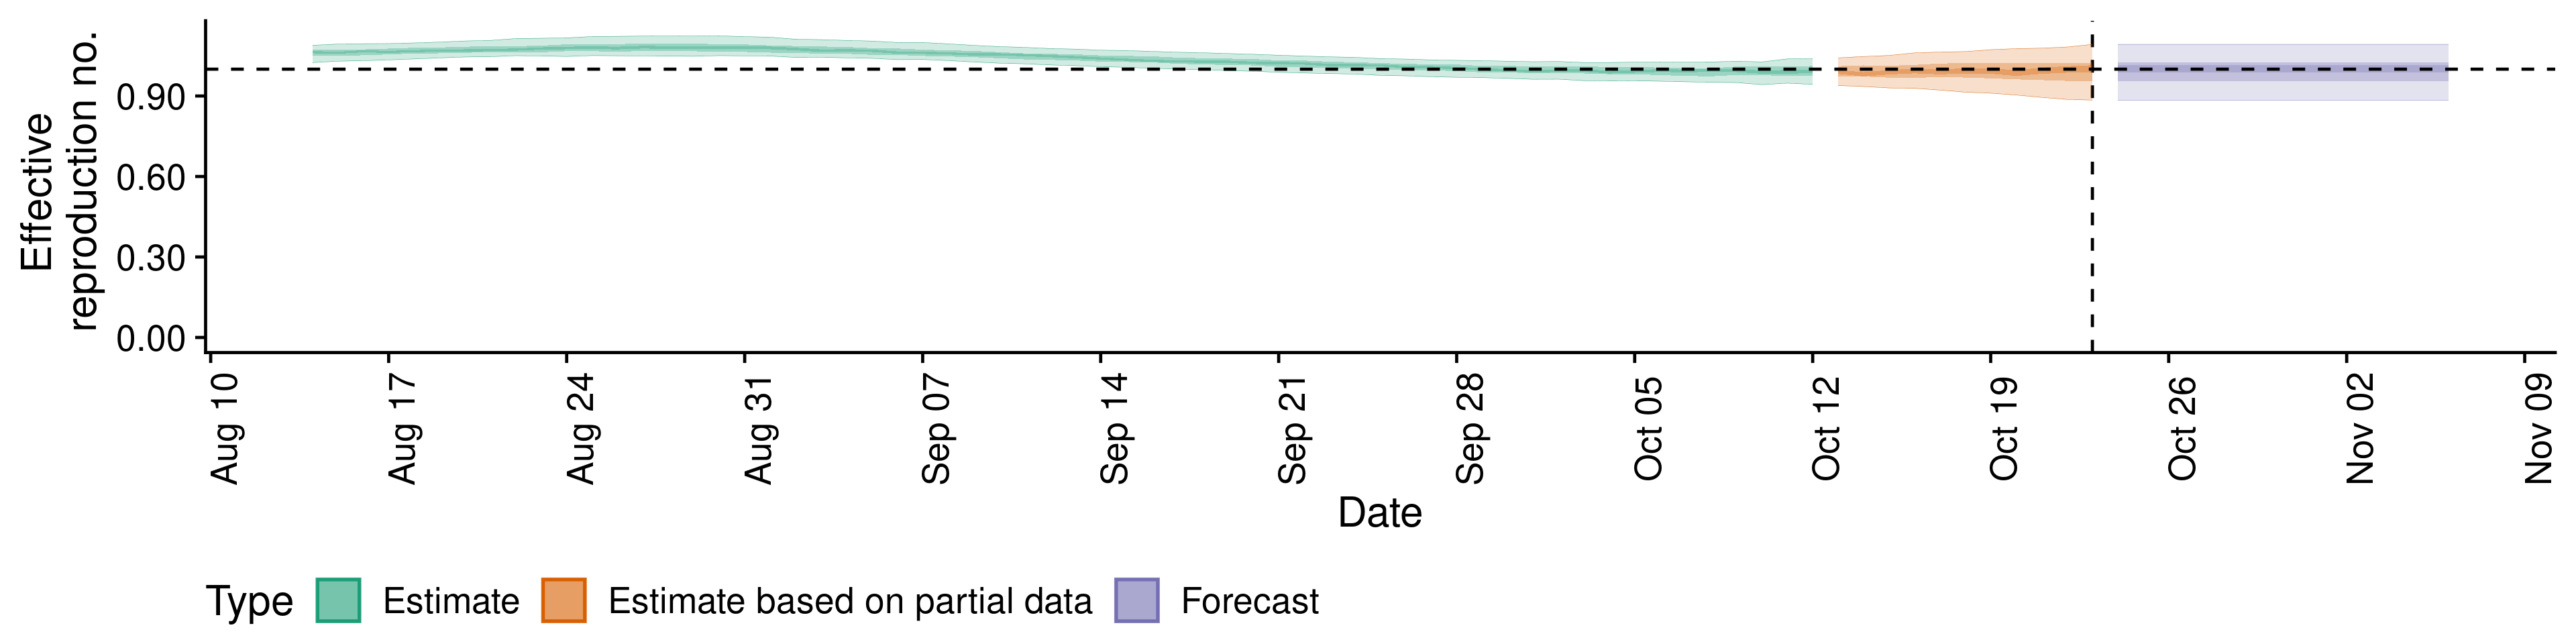 Effective
reproduction no.
0.90
0.60
0.30
0.00
Aug 10
Aug 17
Aug 24
Aug 31
Sep 07
Sep 14
Sep 21
Sep 28
Oct 05
Oct 12
Oct 19
Oct 26
Nov 02
Nov 09
Date
Type Estimate Estimate based on partial data Forecast